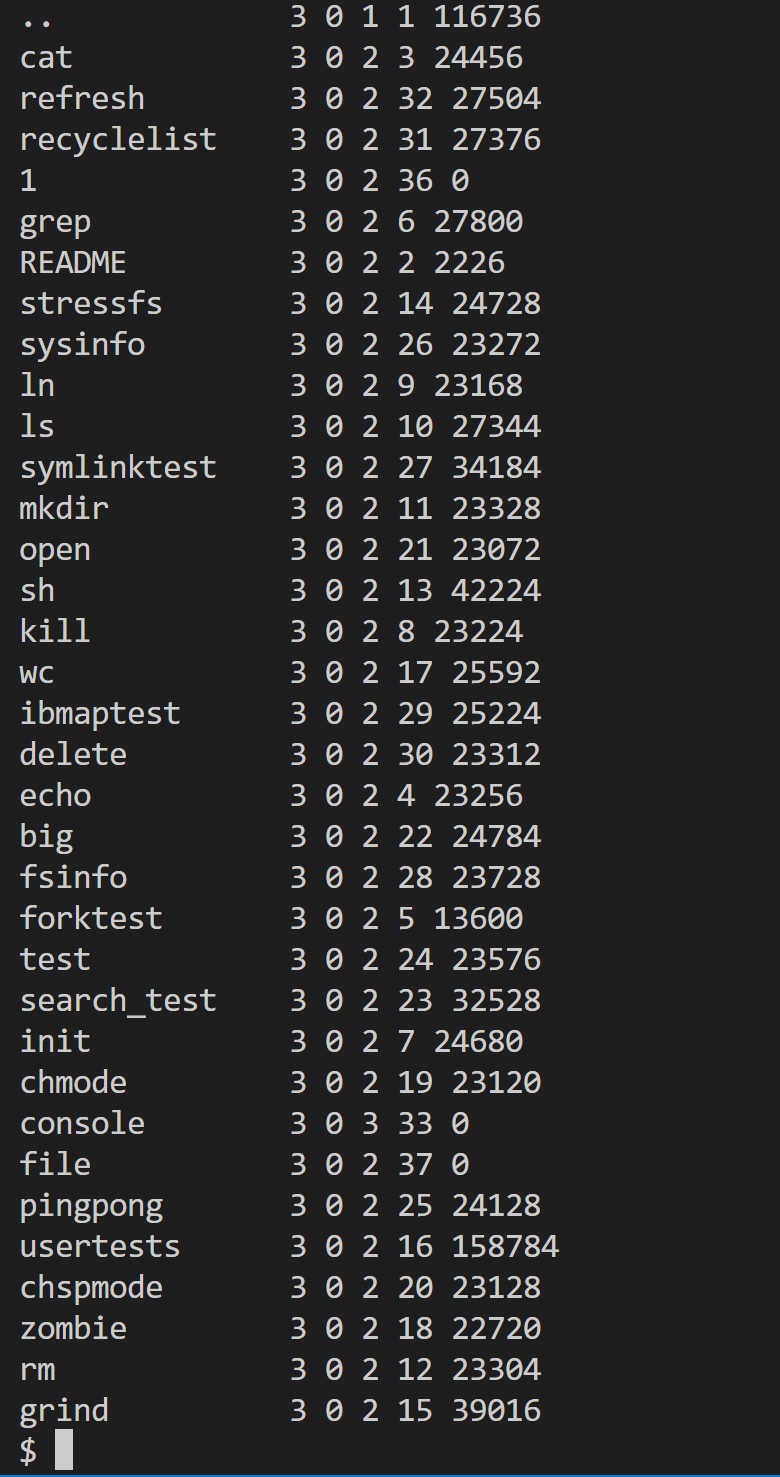 ..             3 0 1 1 116736
cat            3 0 2 3 24456
refresh        3 0 2 32 27504
recyclelist    3 0 2 31 27376
1              3 0 2 36 0
grep           3 0 2 6 27800
README         3 0 2 2 2226
stressfs       3 0 2 14 24728
sysinfo        3 0 2 26 23272
ln             3 0 2 9 23168
ls             3 0 2 10 27344
symlinktest    3 0 2 27 34184
mkdir          3 0 2 11 23328
open           3 0 2 21 23072
sh             3 0 2 13 42224
kill           3 0 2 8 23224
wc             3 0 2 17 25592
ibmaptest      3 0 2 29 25224
delete         3 0 2 30 23312
echo           3 0 2 4 23256
big            3 0 2 22 24784
fsinfo         3 0 2 28 23728
forktest       3 0 2 5 13600
test           3 0 2 24 23576
search_test    3 0 2 23 32528
init           3 0 2 7 24680
chmode         3 0 2 19 23120
console        3 0 3 33 0
file           3 0 2 37 0
pingpong       3 0 2 25 24128
usertests      3 0 2 16 158784
chspmode       3 0 2 20 23128
zombie         3 0 2 18 22720
rm             3 0 2 12 23304
grind          3 0 2 15 39016
$